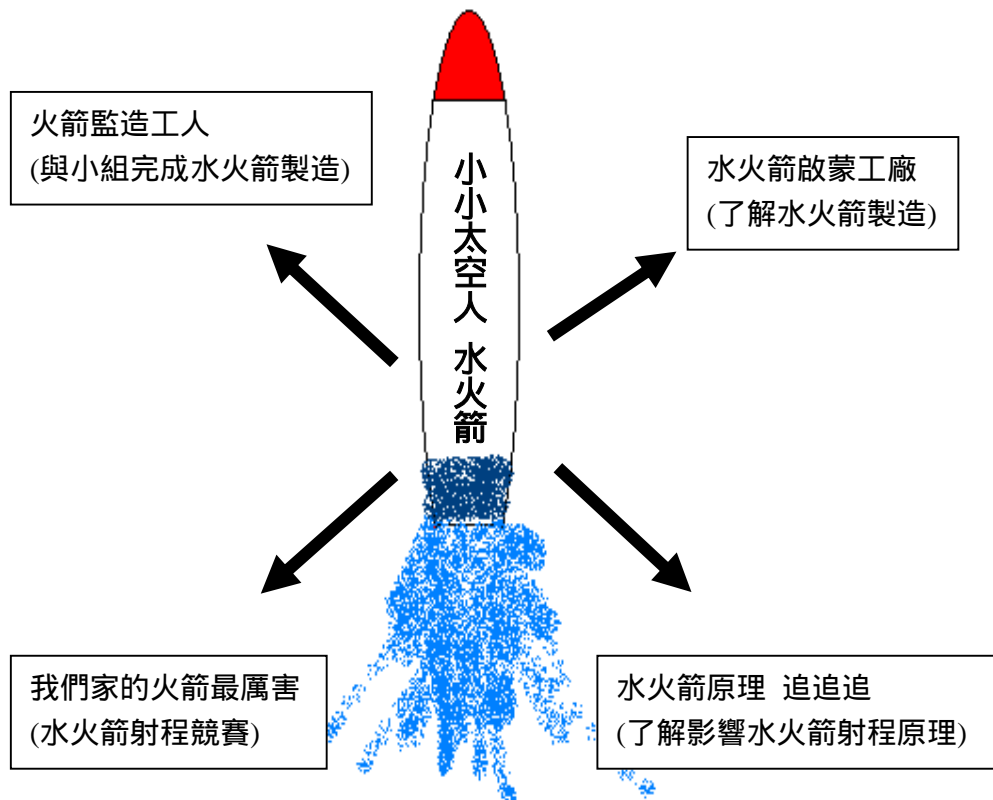 火箭監造工人
(與小組完成水火箭製造)
小小太空人 水火箭
水火箭啟蒙工廠
(了解水火箭製造)
我們家的火箭最厲害
(水火箭射程競賽)
水火箭原理 追追追
(了解影響水火箭射程原理)